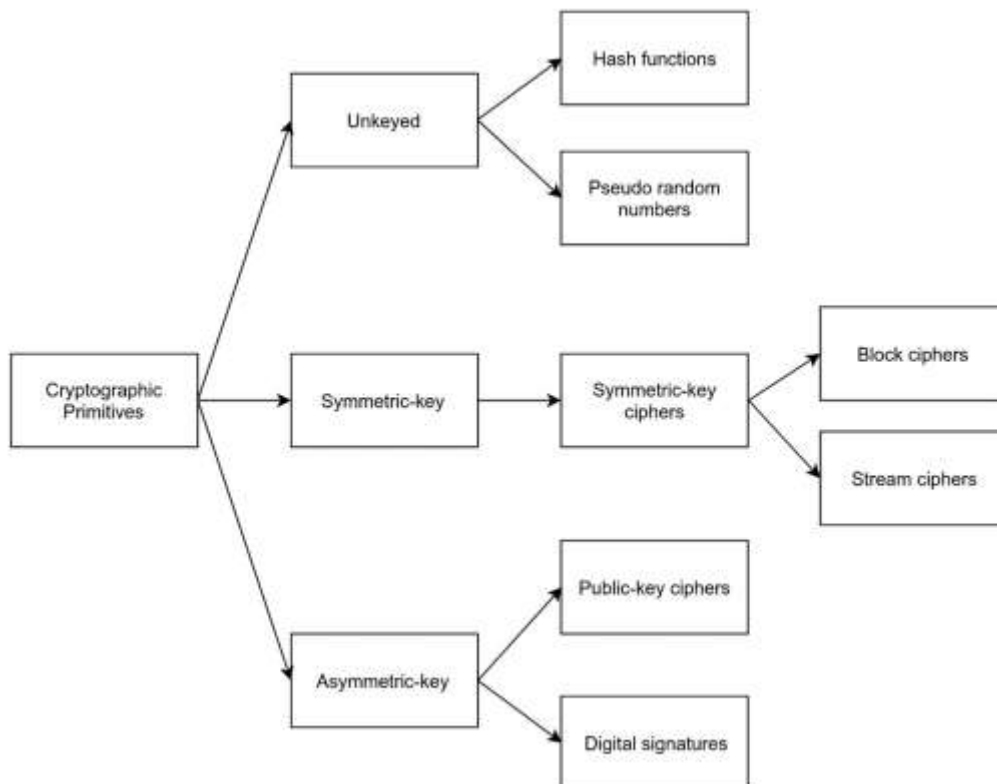 Hash functions
Unkeyed
Pseudo random
numbers
Block ciphers
Cryptographic
Primitives
Symmetric-key
Symmetric-key
ciphers
Stream ciphers
Public-key ciphers
Asymmetric-key
Digital signatures